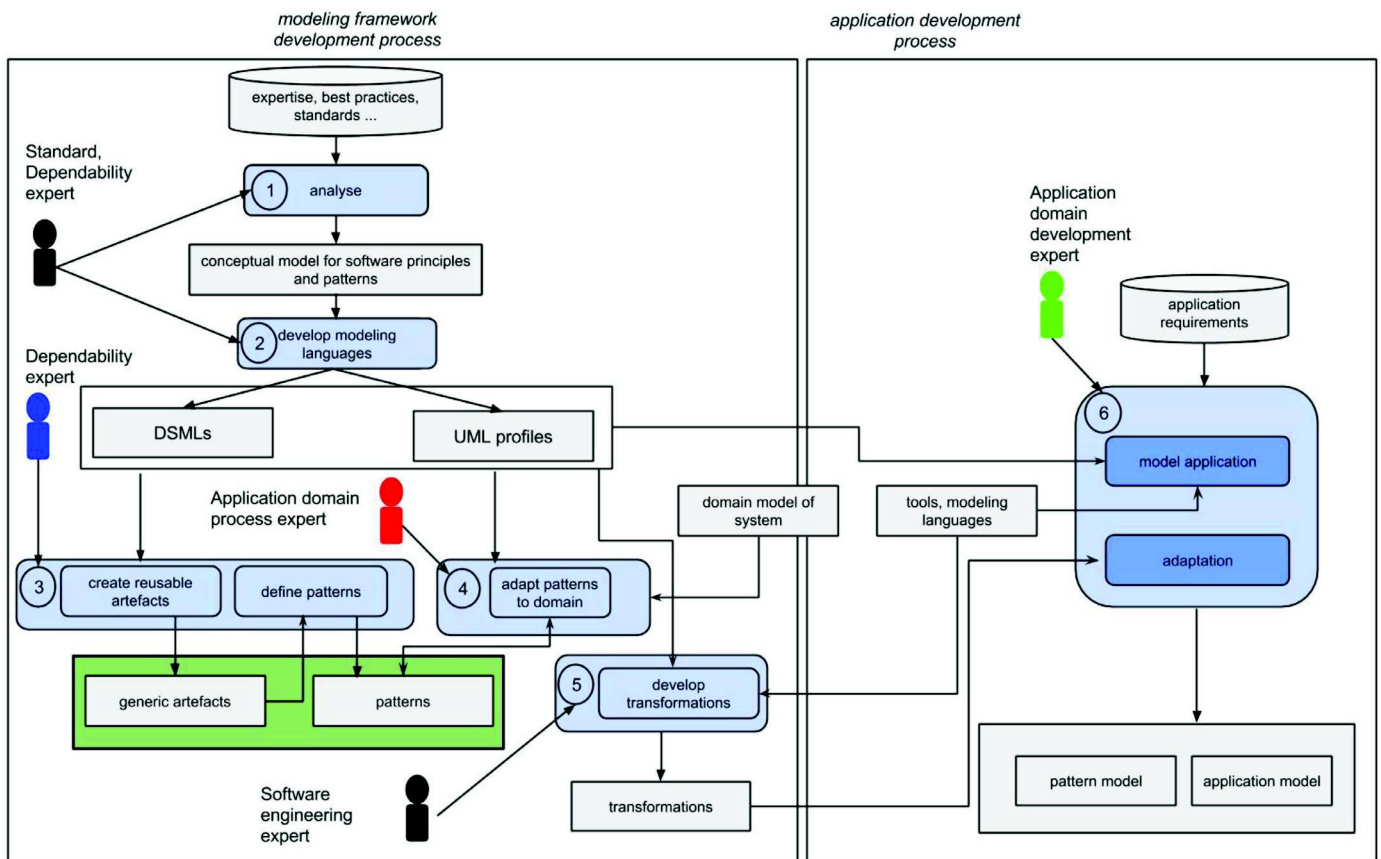 modeling framework
development process
application development
process
expertise, best practices,
standards ...
Standard,
Dependability
expert
1
analyse
conceptual model for software principles
and patterns
2
develop modeling
languages
Dependability
expert
DSMLs
UML profiles
Application domain
process expert
domain model of
system
tools, modeling
languages
3
create reusable
artefacts
define patterns
4
adapt patterns
to domain
generic artefacts
patterns
5
develop
transformations
Software
engineering
expert
transformations
Application
domain
development
expert
application
requirements
6
model application
adaptation
pattern model
application model